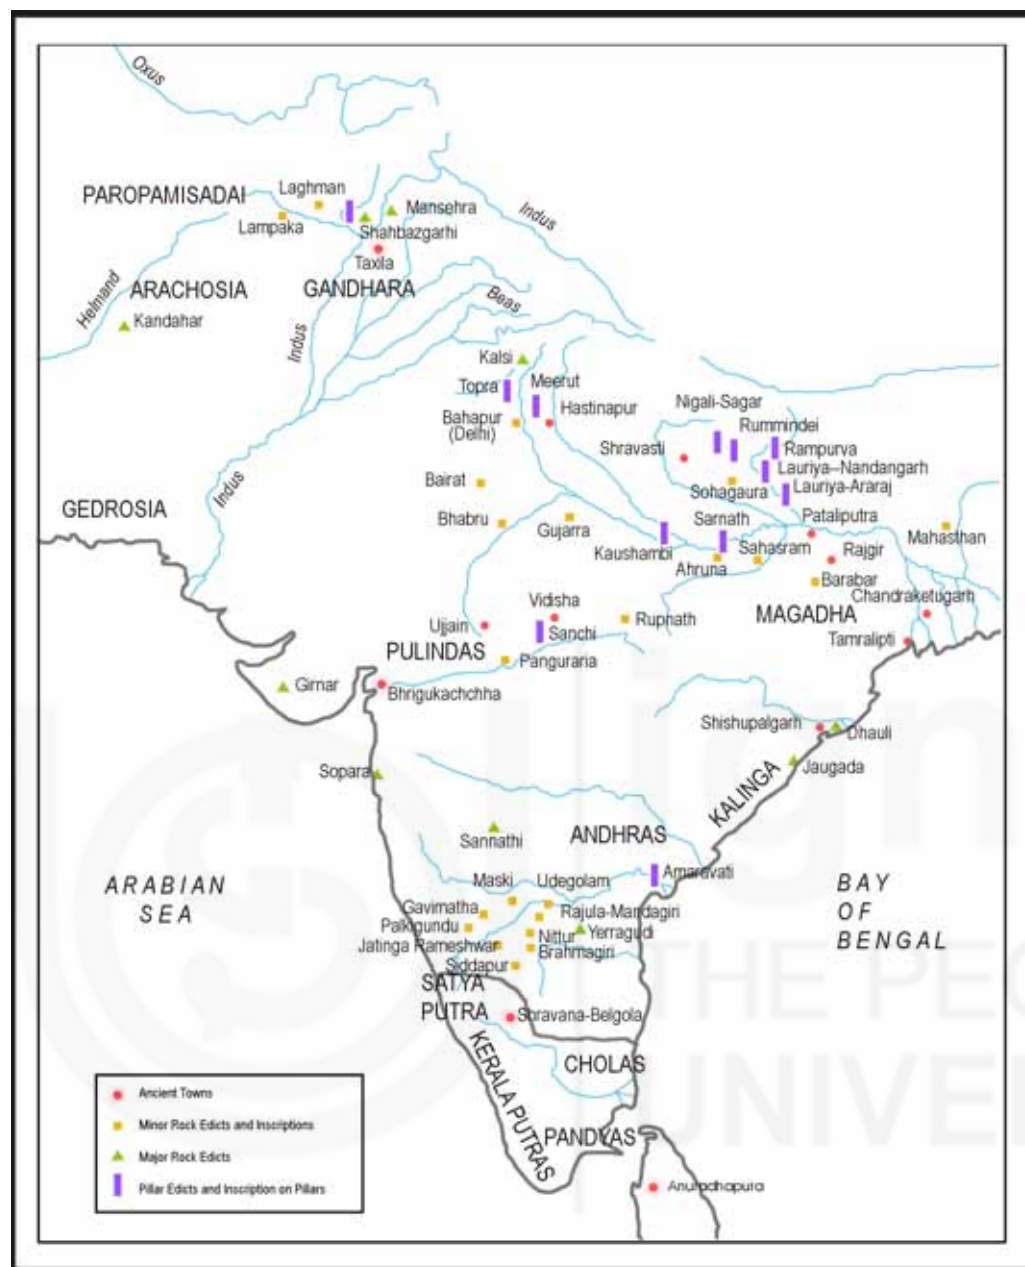 Oxus
PAROPAMISADAI
Laghman
Lampaka
Mansehra
Shahbazgarhi
Taxila
Indus
Helmand
ARACHOSIA
GANDHARA
Kandahar
Indus
Beas
Kalsi
Topra
Meerut
Bahapur
(Delhi)
Hastinapur
Nigali-Sagar
Rummindei
Shravasti
Rampurva
Lauriya--Nandangarh
Lauriya-Araraj
Sohagaura
Bairat
Indus
GEDROSIA
Bhabru
Gujarra
Kaushambi
Sarnath
Pataliputra
Mahasthan
Ahruna
Sahasram
Rajgir
Barabar
Chandraketugarh
MAGADHA
Vidisha
Ujjain
Sanchi
Rupnath
Tamralipti
PULINDAS
Panguraria
Girnar
Bhrigukachchha
Shishupalgarh
Dhauli
Sopara
Jaugada
KALINGA
Sannathi
ANDHRAS
Amaravati
ARABIAN
SEA
BAY
OF
BENGAL
Maski
Udegolam
Gavimatha
Rajula-Mandagiri
Palkigundu
Yerragudi
Nittur
Jatinga Rameshwar
Brahmagiri
Siddapur
SATYA
PUTRA
Shravana-Belgola
KERALA PUTRAS
CHOLAS
PANDYAS
Anuradhapura
Ancient Towns
Minor Rock Edicts and Inscriptions
Major Rock Edicts
Pillar Edicts and Inscription on Pillars
ign
THE PEO
UNIVER